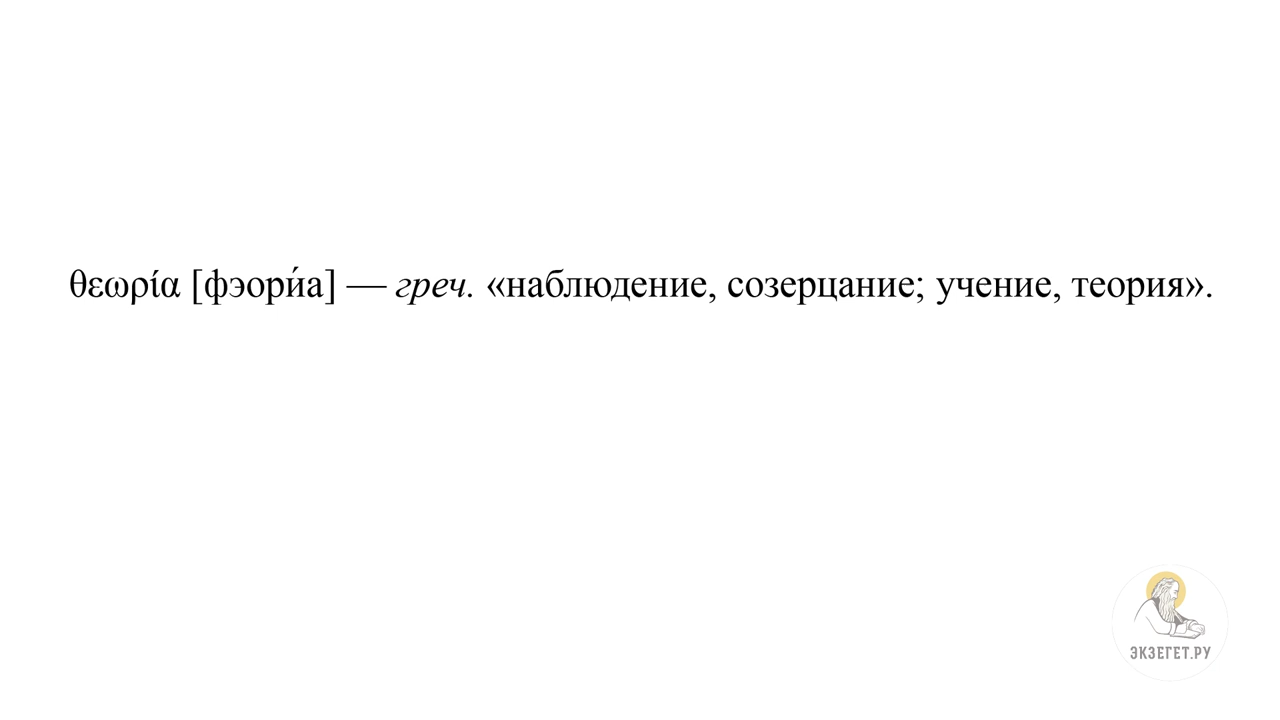 θεωρία [фэори́а] — греч. «наблюдение, созерцание; учение, теория».
ЭКЗЕГЕТ.РУ